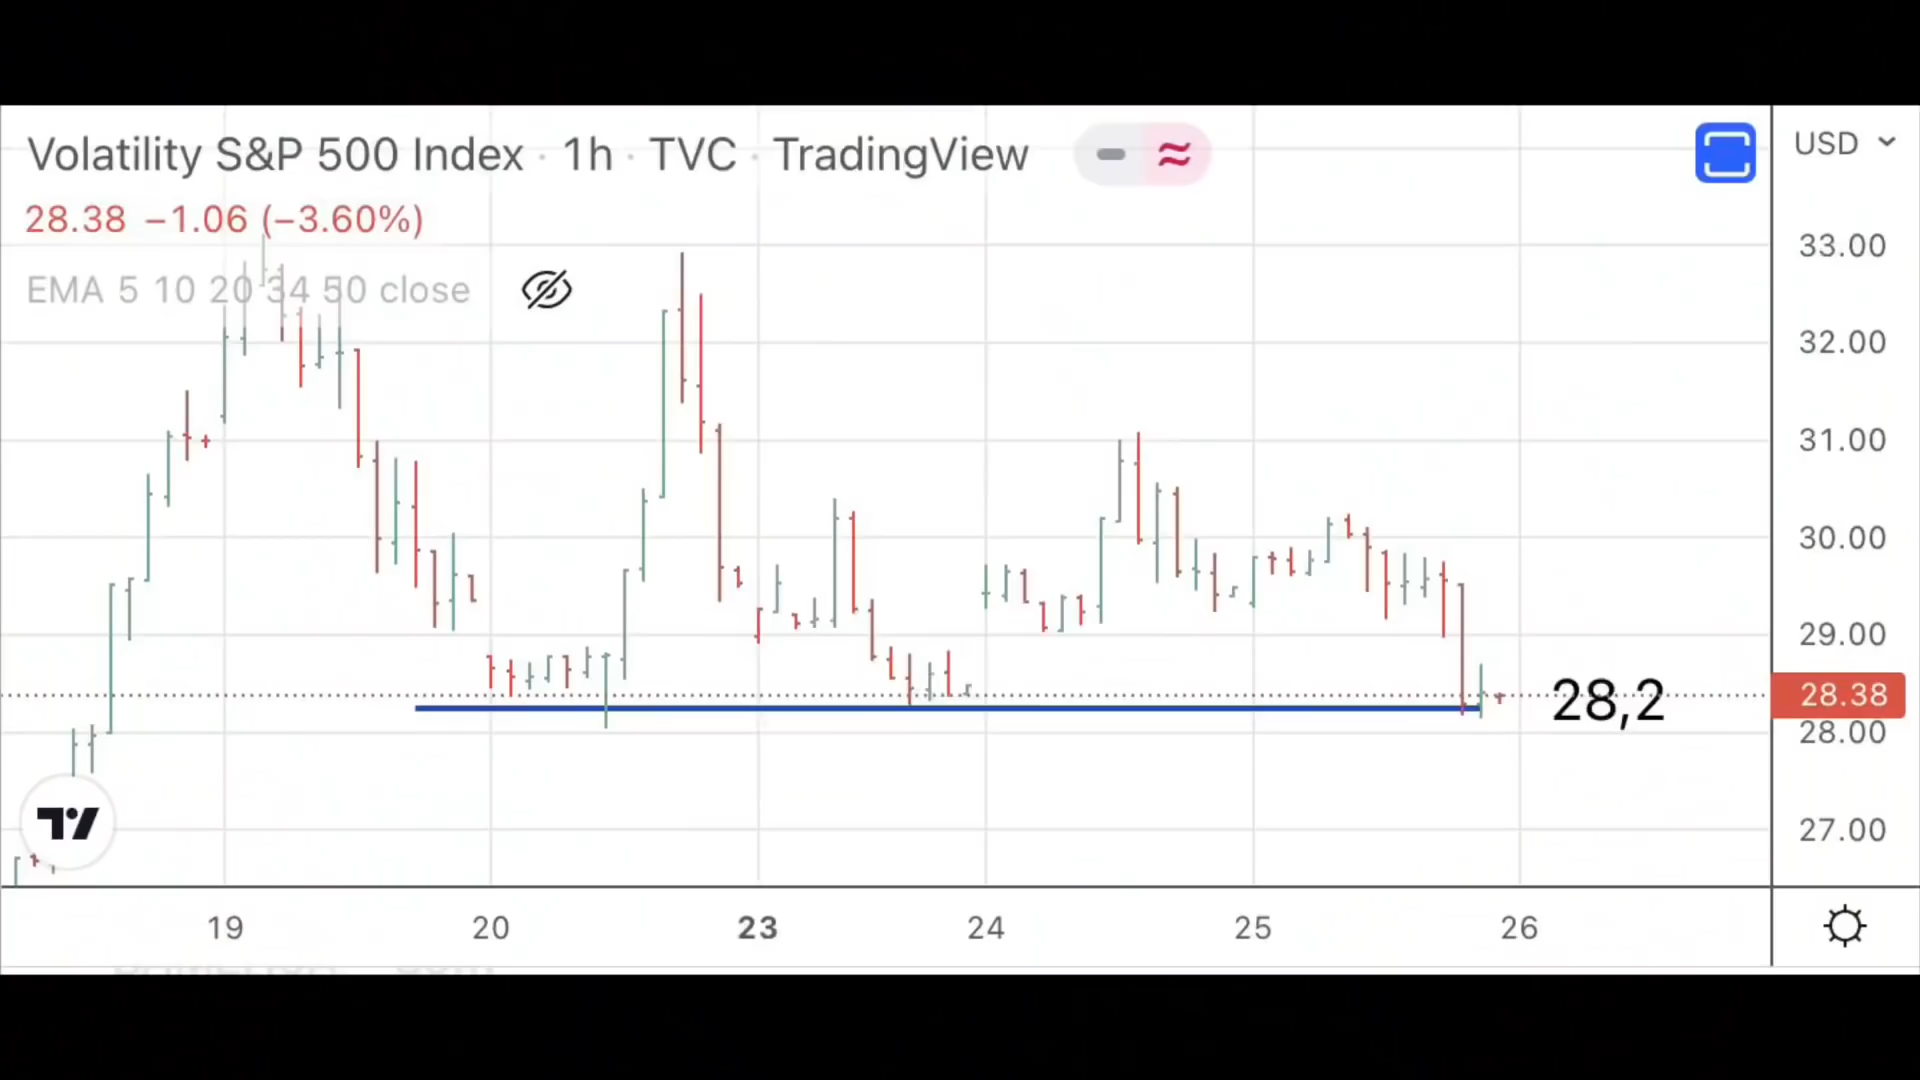 Volatility S&P 500 Index · 1h · TVC · TradingView
USD
28.38 −1.06 (−3.60%)
EMA 5 10 20 34 50 close
33.00
32.00
31.00
30.00
29.00
28,2
28.38
28.00
27.00
19 20 23 24 25 26